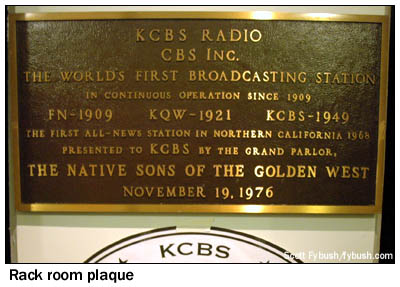 KCBS RADIO
CBS INC.
THE WORLD'S FIRST BROADCASTING STATION
IN CONTINUOUS OPERATION SINCE 1909
FN-1909 KQW-1921 KCBS-1949
THE FIRST ALL-NEWS STATION IN NORTHERN CALIFORNIA 1968
PRESENTED TO KCBS BY THE GRAND PARLOR,
THE NATIVE SONS OF THE GOLDEN WEST
NOVEMBER 19, 1976
KCBS
Scott Fybush/fybush.com
Rack room plaque